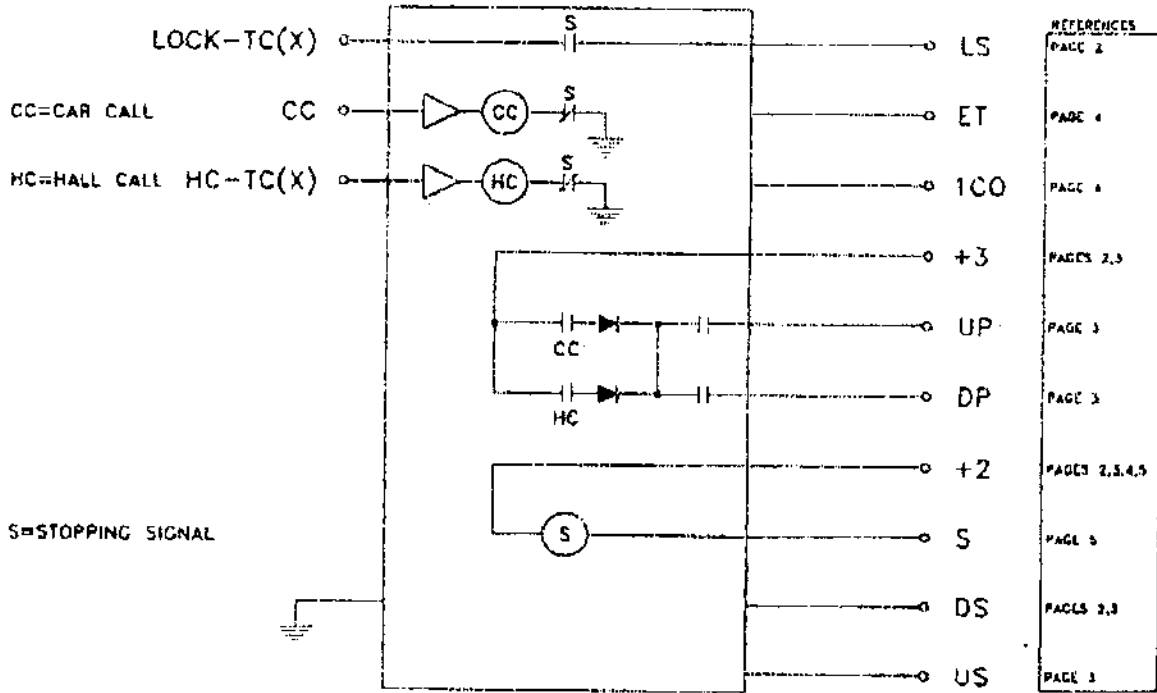 REFERENCES
S
LOCK-TC(X) LS PAGE 2
S
CC=CAR CALL CC CC ET PAGE 4
S
HC=HALL CALL HC-TC(X) HC 1CO PAGE 4
+3 PAGES 2,3
UP PAGE 3
CC
DP PAGE 3
HC
+2 PAGES 2,3,4,5
S=STOPPING SIGNAL S S PAGE 5
DS PAGES 2,3
US PAGE 3